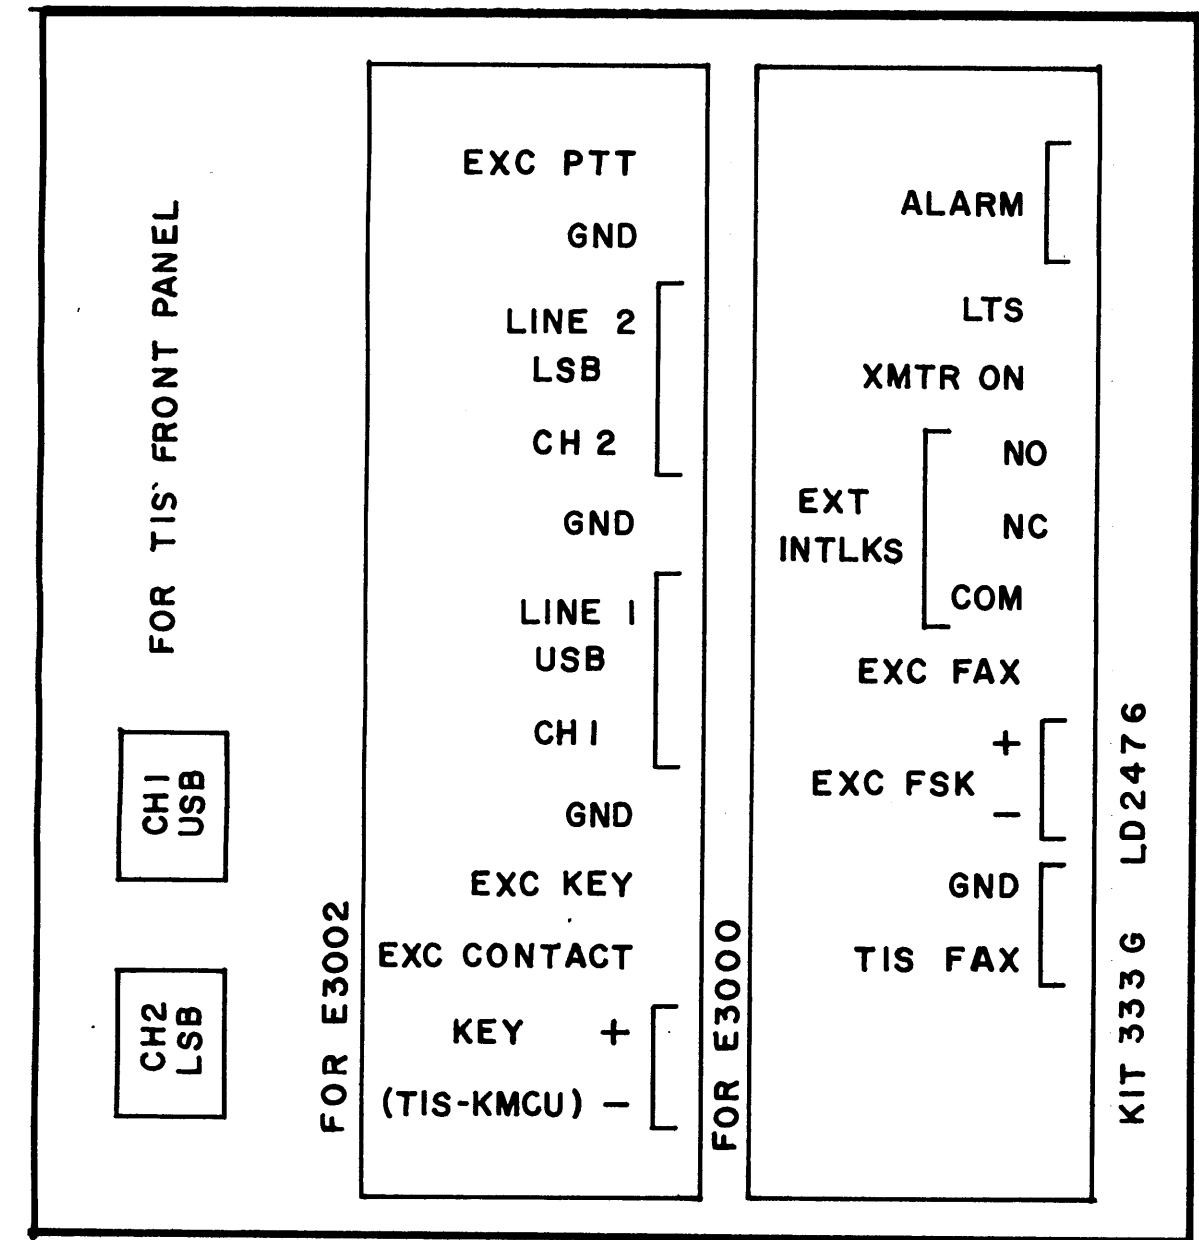 FOR TIS FRONT PANEL
CH1
USB
CH2
LSB
FOR E3002
EXC PTT
GND
LINE 2
LSB
CH 2
GND
LINE 1
USB
CH 1
GND
EXC KEY
EXC CONTACT
KEY +
(TIS-KMCU) -
FOR E3000
ALARM
LTS
XMTR ON
NO
EXT
NC
INTLKS
COM
EXC FAX
+
EXC FSK
-
GND
TIS FAX
KIT 333G LD2476